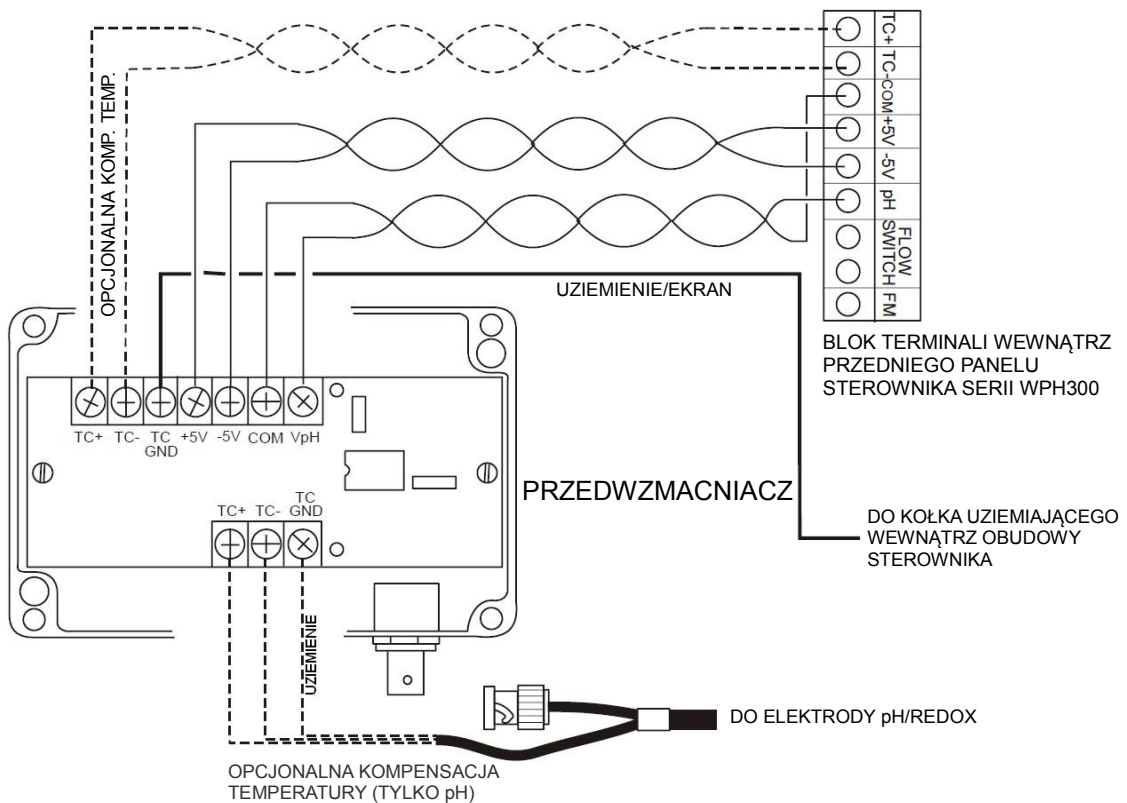 TC+
TC-
COM
+5V
-5V
pH
FLOW
SWITCH
FM
OPCJONALNA KOMP. TEMP.
UZIEMIENIE/EKRAN
BLOK TERMINALI WEWNĄTRZ
PRZEDNIEGO PANELU
STEROWNIKA SERII WPH300
TC+ TC- TC GND +5V -5V COM VpH
PRZEDWZMACNIACZ
TC+ TC- TC GND
DO KOŁKA UZIEMIAJĄCEGO
WEWNĄTRZ OBUDOWY
STEROWNIKA
UZIEMIENIE
DO ELEKTRODY pH/REDOX
OPCJONALNA KOMPENSACJA
TEMPERATURY (TYLKO pH)